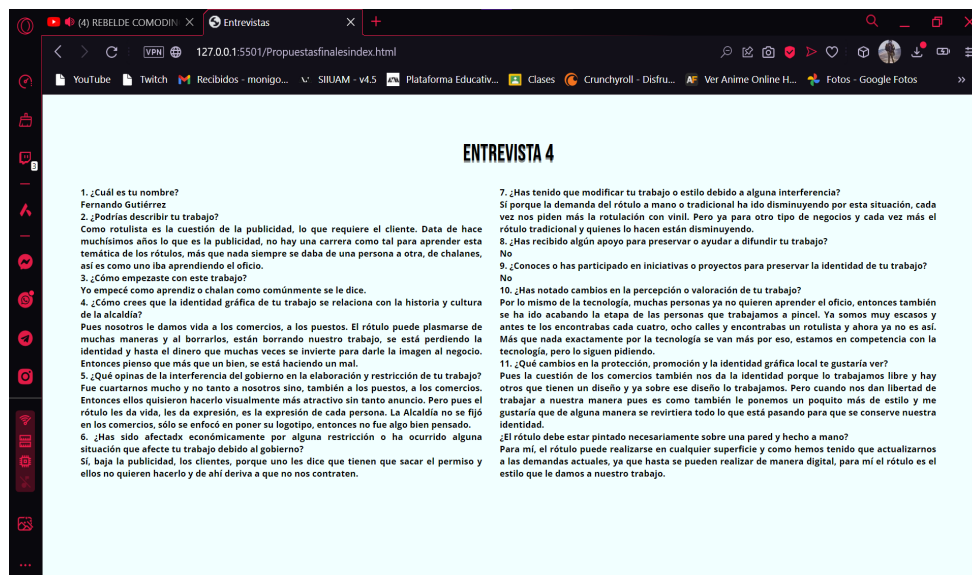 (4) REBELDE COMODIN
Entrevistas
VPN
127.0.0.1:5501/Propuestasfinalesindex.html
YouTube
Twitch
Recibidos - monigo...
SIIUAM - v4.5
Plataforma Educativ...
Clases
Crunchyroll - Disfru...
Ver Anime Online H...
Fotos - Google Fotos
3
ENTREVISTA 4
1. ¿Cuál es tu nombre?
Fernando Gutiérrez
2. ¿Podrías describir tu trabajo?
Como rotulista es la cuestión de la publicidad, lo que requiere el cliente. Data de hace
muchísimos años lo que es la publicidad, no hay una carrera como tal para aprender esta
temática de los rótulos, más que nada siempre se daba de una persona a otra, de chalanes,
así es como uno iba aprendiendo el oficio.
3. ¿Cómo empezaste con este trabajo?
Yo empecé como aprendiz o chalan como comúnmente se le dice.
4. ¿Cómo crees que la identidad gráfica de tu trabajo se relaciona con la historia y cultura
de la alcaldía?
Pues nosotros le damos vida a los comercios, a los puestos. El rótulo puede plasmarse de
muchas maneras y al borrarlos, están borrando nuestro trabajo, se está perdiendo la
identidad y hasta el dinero que muchas veces se invierte para darle la imagen al negocio.
Entonces pienso que más que un bien, se está haciendo un mal.
5. ¿Qué opinas de la interferencia del gobierno en la elaboración y restricción de tu trabajo?
Fue cuartarnos mucho y no tanto a nosotros sino, también a los puestos, a los comercios.
Entonces ellos quisieron hacerlo visualmente más atractivo sin tanto anuncio. Pero pues el
rótulo les da vida, les da expresión, es la expresión de cada persona. La Alcaldía no se fijó
en los comercios, sólo se enfocó en poner su logotipo, entonces no fue algo bien pensado.
6. ¿Has sido afectadx económicamente por alguna restricción o ha ocurrido alguna
situación que afecte tu trabajo debido al gobierno?
Sí, baja la publicidad, los clientes, porque uno les dice que tienen que sacar el permiso y
ellos no quieren hacerlo y de ahí deriva a que no nos contraten.
7. ¿Has tenido que modificar tu trabajo o estilo debido a alguna interferencia?
Sí porque la demanda del rótulo a mano o tradicional ha ido disminuyendo por esta situación, cada
vez nos piden más la rotulación con vinil. Pero ya para otro tipo de negocios y cada vez más el
rótulo tradicional y quienes lo hacen están disminuyendo.
8. ¿Has recibido algún apoyo para preservar o ayudar a difundir tu trabajo?
No
9. ¿Conoces o has participado en iniciativas o proyectos para preservar la identidad de tu trabajo?
No
10. ¿Has notado cambios en la percepción o valoración de tu trabajo?
Por lo mismo de la tecnología, muchas personas ya no quieren aprender el oficio, entonces también
se ha ido acabando la etapa de las personas que trabajamos a pincel. Ya somos muy escasos y
antes te los encontrabas cada cuatro, ocho calles y encontrabas un rotulista y ahora ya no es así.
Más que nada exactamente por la tecnología se van más por eso, estamos en competencia con la
tecnología, pero lo siguen pidiendo.
11. ¿Qué cambios en la protección, promoción y la identidad gráfica local te gustaría ver?
Pues la cuestión de los comercios también nos da la identidad porque lo trabajamos libre y hay
otros que tienen un diseño y ya sobre ese diseño lo trabajamos. Pero cuando nos dan libertad de
trabajar a nuestra manera pues es como también le ponemos un poquito más de estilo y me
gustaría que de alguna manera se revirtiera todo lo que está pasando para que se conserve nuestra
identidad.
¿El rótulo debe estar pintado necesariamente sobre una pared y hecho a mano?
Para mí, el rótulo puede realizarse en cualquier superficie y como hemos tenido que actualizarnos
a las demandas actuales, ya que hasta se pueden realizar de manera digital, para mí el rótulo es el
estilo que le damos a nuestro trabajo.